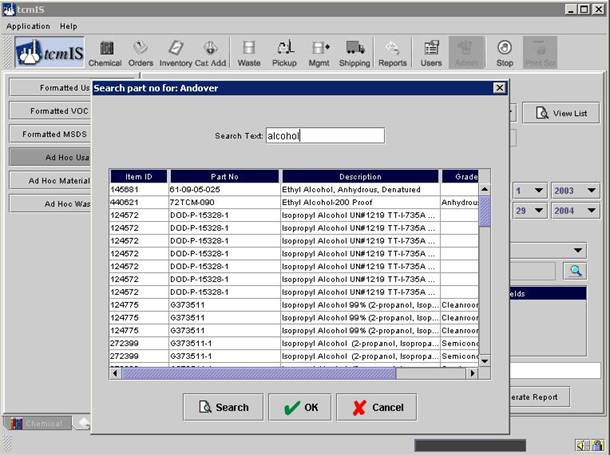 tcmIS
Application Help
tcmIS Chemical Orders Inventory Cat Add Waste Pickup Mgmt Shipping Reports Users Admin Stop Print Scr
Formatted Us
Search part no for: Andover
Formatted VOC
View List
Formatted MSDS
Search Text: alcohol
Ad Hoc Usa
Item ID Part No Description Grade
Ad Hoc Material
145681 61-09-05-025 Ethyl Alcohol, Anhydrous, Denatured
1 2003
440621 72TCM-090 Ethyl Alcohol-200 Proof Anhydrou
Ad Hoc Was
29 2004
124572 DOD-P-15328-1 Isopropyl Alcohol UN#1219 TT-I-735A ...
124572 DOD-P-15328-1 Isopropyl Alcohol UN#1219 TT-I-735A ...
124572 DOD-P-15328-1 Isopropyl Alcohol UN#1219 TT-I-735A ...
124572 DOD-P-15328-1 Isopropyl Alcohol UN#1219 TT-I-735A ...
124572 DOD-P-15328-1 Isopropyl Alcohol UN#1219 TT-I-735A ...
124572 DOD-P-15328-1 Isopropyl Alcohol UN#1219 TT-I-735A ...
124572 DOD-P-15328-1 Isopropyl Alcohol UN#1219 TT-I-735A ...
elds
124775 G373511 Isopropyl Alcohol 99% (2-propanol, Isop... Cleanroon
124775 G373511 Isopropyl Alcohol 99% (2-propanol, Isop... Cleanroon
124775 G373511 Isopropyl Alcohol 99% (2-propanol, Isop... Cleanroon
272399 G373511-1 Isopropyl Alcohol (2-propanol, Isopropa... Semicond
272399 G373511-1 Isopropyl Alcohol (2-propanol, Isopropa... Semicond
erate Report
Search OK Cancel
Chemical